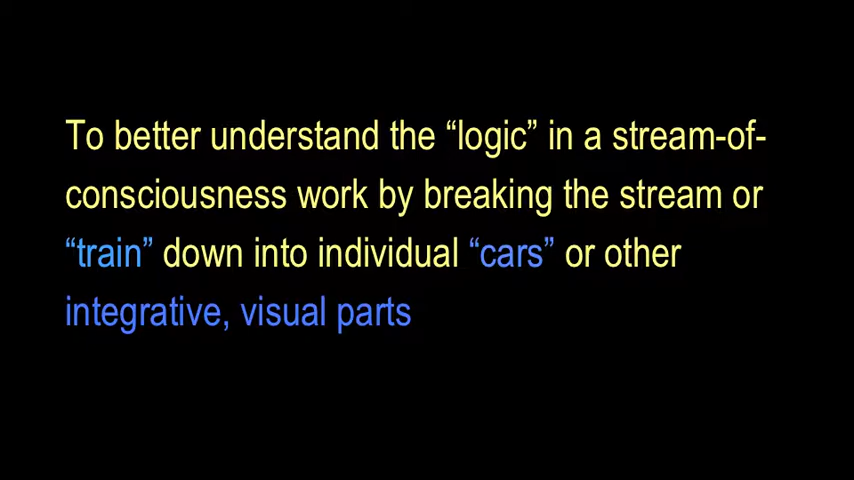 To better understand the “logic” in a stream-of-
consciousness work by breaking the stream or
“train” down into individual “cars” or other
integrative, visual parts